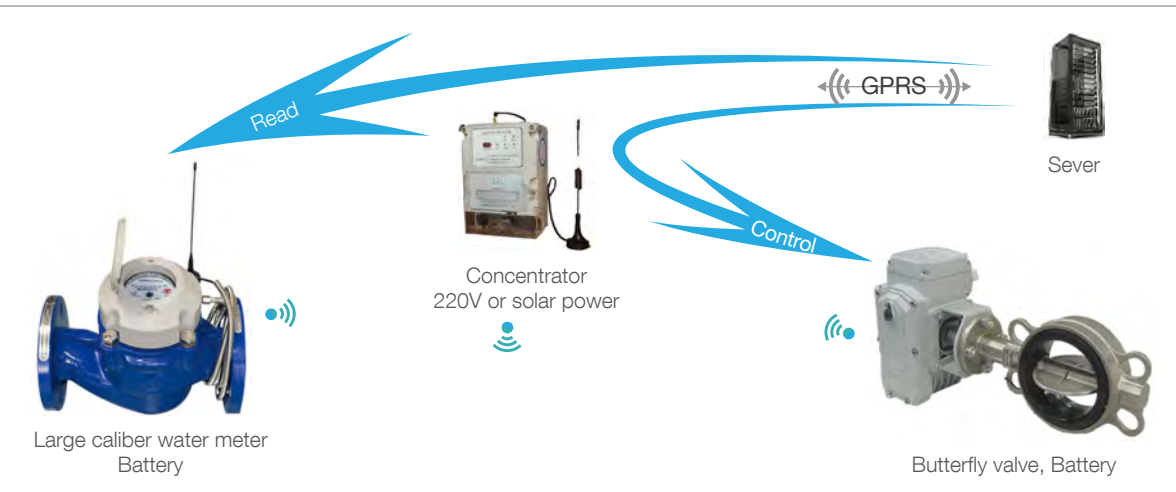 Read
GPRS
Sever
Control
Concentrator
220V or solar power
Large caliber water meter
Battery
Butterfly valve, Battery